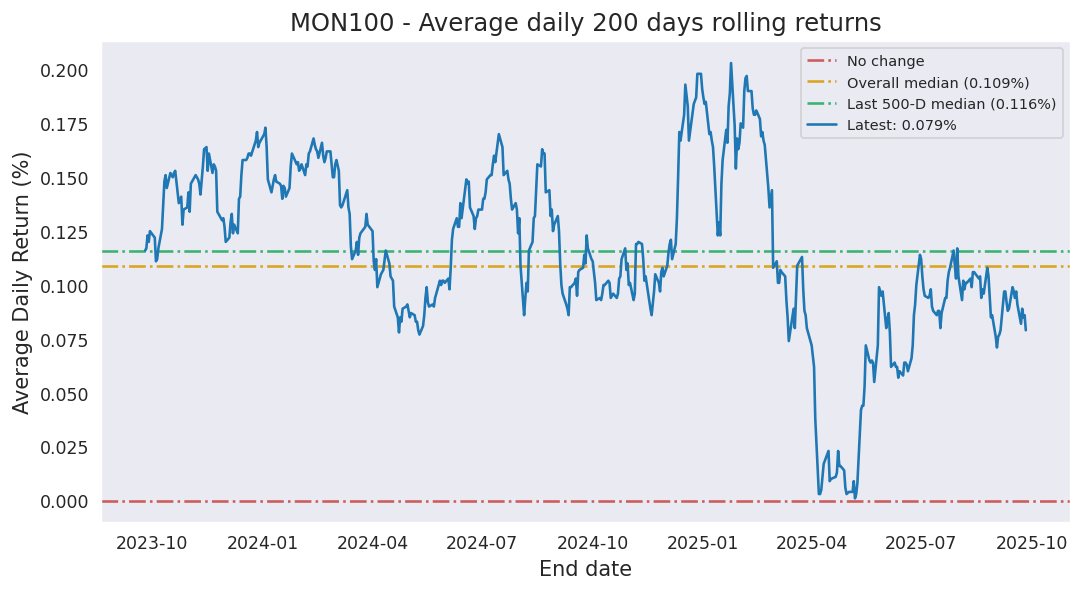 MON100 - Average daily 200 days rolling returns
No change
Overall median (0.109%)
Last 500-D median (0.116%)
Latest: 0.079%
Average Daily Return (%)
0.200
0.175
0.150
0.125
0.100
0.075
0.050
0.025
0.000
2023-10 2024-01 2024-04 2024-07 2024-10 2025-01 2025-04 2025-07 2025-10
End date